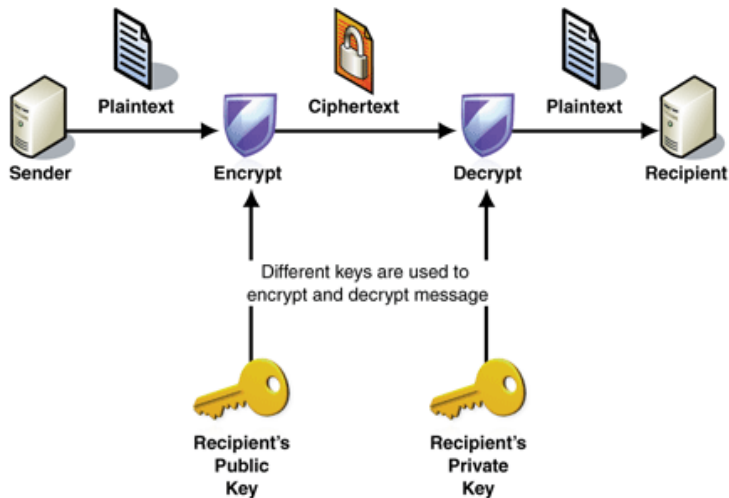 Plaintext
Ciphertext
Plaintext
Sender
Encrypt
Decrypt
Recipient
Different keys are used to
encrypt and decrypt message
Recipient's
Public
Key
Recipient's
Private
Key